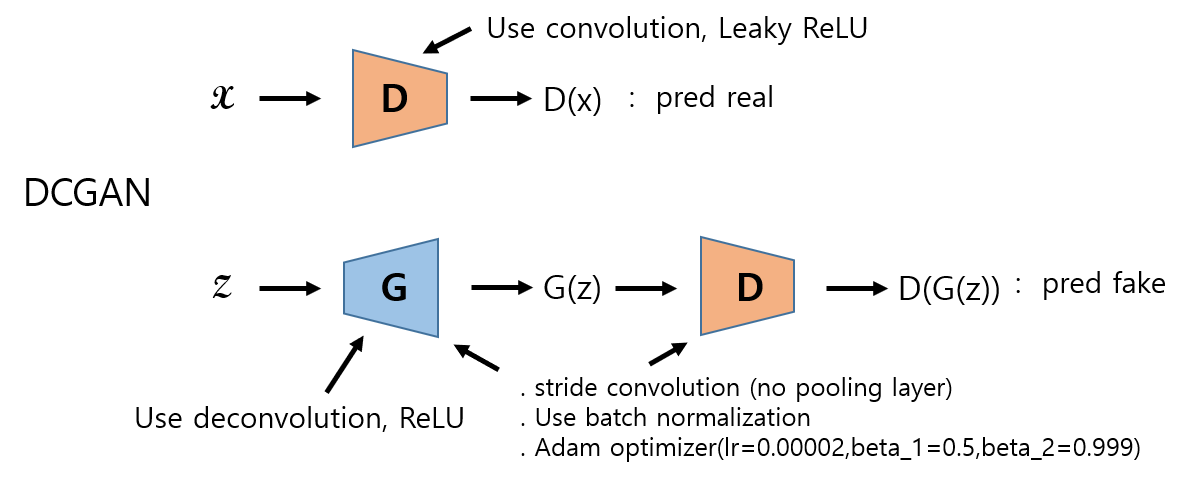 Use convolution, Leaky ReLU
x D D(x) : pred real
DCGAN
z G G(z) D D(G(z)) : pred fake
Use deconvolution, ReLU
. stride convolution (no pooling layer)
. Use batch normalization
. Adam optimizer(lr=0.00002,beta_1=0.5,beta_2=0.999)